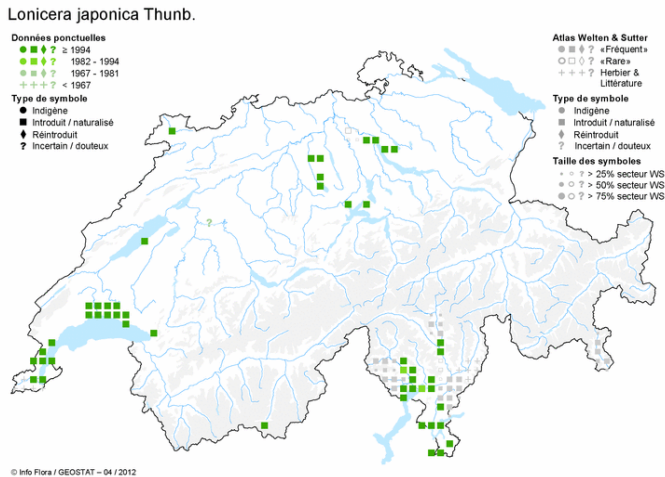 Lonicera japonica Thunb.
Données ponctuelles
? ≥ 1994
? 1982 - 1994
? 1967 - 1981
+++? < 1967
Type de symbole
Indigène
Introduit / naturalisé
Réintroduit
? Incertain / douteux
Atlas Welten & Sutter
? «Fréquent»
? «Rare»
+++? Herbier &
Littérature
Type de symbole
Indigène
Introduit / naturalisé
Réintroduit
? Incertain / douteux
Taille des symboles
? > 25% secteur WS
? > 50% secteur WS
? > 75% secteur WS
?
© Info Flora / GEOSTAT – 04 / 2012